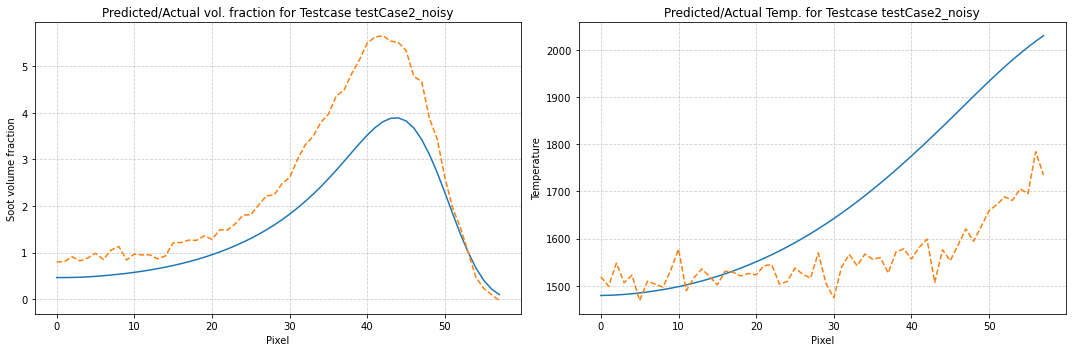 Predicted/Actual vol. fraction for Testcase testCase2_noisy
Soot volume fraction
5
4
3
2
1
0
0 10 20 30 40 50
Pixel
Predicted/Actual Temp. for Testcase testCase2_noisy
Temperature
2000
1900
1800
1700
1600
1500
0 10 20 30 40 50
Pixel